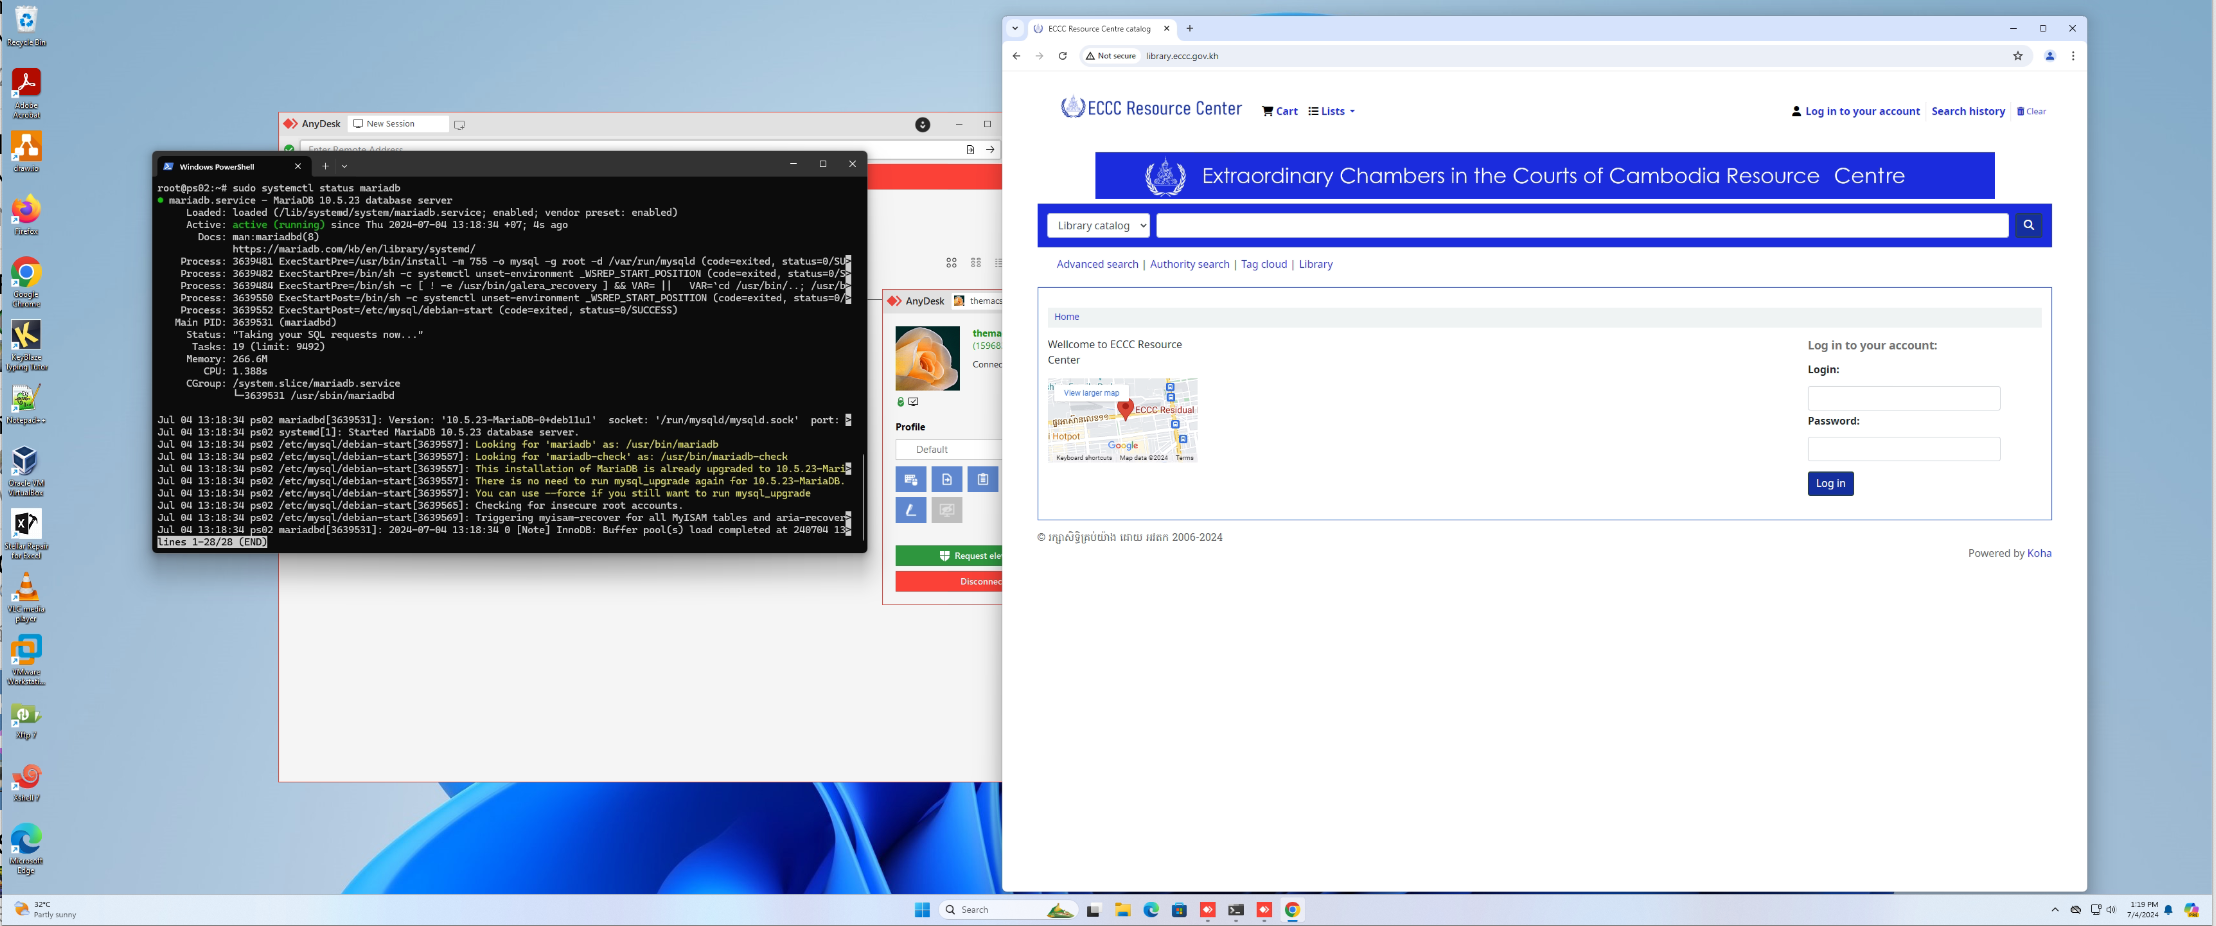 Recycle Bin
Adobe
Acrobat
draw.io
Firefox
Google
Chrome
KeyBlaze
Typing Tutor
Notepad++
Oracle VM
VirtualBox
Stellar Repair
for Excel
VLC media
player
VMware
Workstati...
Xftp 7
Xshell 7
Microsoft
Edge
AnyDesk
New Session
Enter Remote Address
Windows PowerShell
root@ps02:~# sudo systemctl status mariadb
● mariadb.service - MariaDB 10.5.23 database server
Loaded: loaded (/lib/systemd/system/mariadb.service; enabled; vendor preset: enabled)
Active: active (running) since Thu 2024-07-04 13:18:34 +07; 4s ago
Docs: man:mariadbd(8)
https://mariadb.com/kb/en/library/systemd/
Process: 3639481 ExecStartPre=/usr/bin/install -m 755 -o mysql -g root -d /var/run/mysqld (code=exited, status=0/SU>
Process: 3639482 ExecStartPre=/bin/sh -c systemctl unset-environment _WSREP_START_POSITION (code=exited, status=0/S>
Process: 3639484 ExecStartPre=/bin/sh -c [ ! -e /usr/bin/galera_recovery ] && VAR= || VAR=`cd /usr/bin/..; /usr/b>
Process: 3639550 ExecStartPost=/bin/sh -c systemctl unset-environment _WSREP_START_POSITION (code=exited, status=0/>
Process: 3639552 ExecStartPost=/etc/mysql/debian-start (code=exited, status=0/SUCCESS)
Main PID: 3639531 (mariadbd)
Status: "Taking your SQL requests now..."
Tasks: 19 (limit: 9492)
Memory: 266.6M
CPU: 1.388s
CGroup: /system.slice/mariadb.service
└─3639531 /usr/sbin/mariadbd
Jul 04 13:18:34 ps02 mariadbd[3639531]: Version: '10.5.23-MariaDB-0+deb11u1' socket: '/run/mysqld/mysqld.sock' port: >
Jul 04 13:18:34 ps02 systemd[1]: Started MariaDB 10.5.23 database server.
Jul 04 13:18:34 ps02 /etc/mysql/debian-start[3639557]: Looking for 'mariadb' as: /usr/bin/mariadb
Jul 04 13:18:34 ps02 /etc/mysql/debian-start[3639557]: Looking for 'mariadb-check' as: /usr/bin/mariadb-check
Jul 04 13:18:34 ps02 /etc/mysql/debian-start[3639557]: This installation of MariaDB is already upgraded to 10.5.23-Mari>
Jul 04 13:18:34 ps02 /etc/mysql/debian-start[3639557]: There is no need to run mysql_upgrade again for 10.5.23-MariaDB.
Jul 04 13:18:34 ps02 /etc/mysql/debian-start[3639557]: You can use --force if you still want to run mysql_upgrade
Jul 04 13:18:34 ps02 /etc/mysql/debian-start[3639565]: Checking for insecure root accounts.
Jul 04 13:18:34 ps02 /etc/mysql/debian-start[3639569]: Triggering myisam-recover for all MyISAM tables and aria-recover>
Jul 04 13:18:34 ps02 mariadbd[3639531]: 2024-07-04 13:18:34 0 [Note] InnoDB: Buffer pool(s) load completed at 240704 13>
lines 1-28/28 (END)
AnyDesk
themacs
thema
(15968
Connec
Profile
Default
Request ele
Disconnec
ECCC Resource Centre catalog
Not secure
library.eccc.gov.kh
ECCC Resource Center
Cart
Lists
Log in to your account
Search history
Clear
Extraordinary Chambers in the Courts of Cambodia Resource Centre
Library catalog
Advanced search | Authority search | Tag cloud | Library
Home
Wellcome to ECCC Resource
Center
View larger map
ECCC Residual
i Hotpot
Google
Keyboard shortcuts
Map data ©2024
Terms
Log in to your account:
Login:
Password:
Log in
© រក្សាសិទ្ធិគ្រប់យ៉ាង ដោយ អវតក 2006-2024
Powered by Koha
32°C
Partly sunny
Search
1:19 PM
7/4/2024